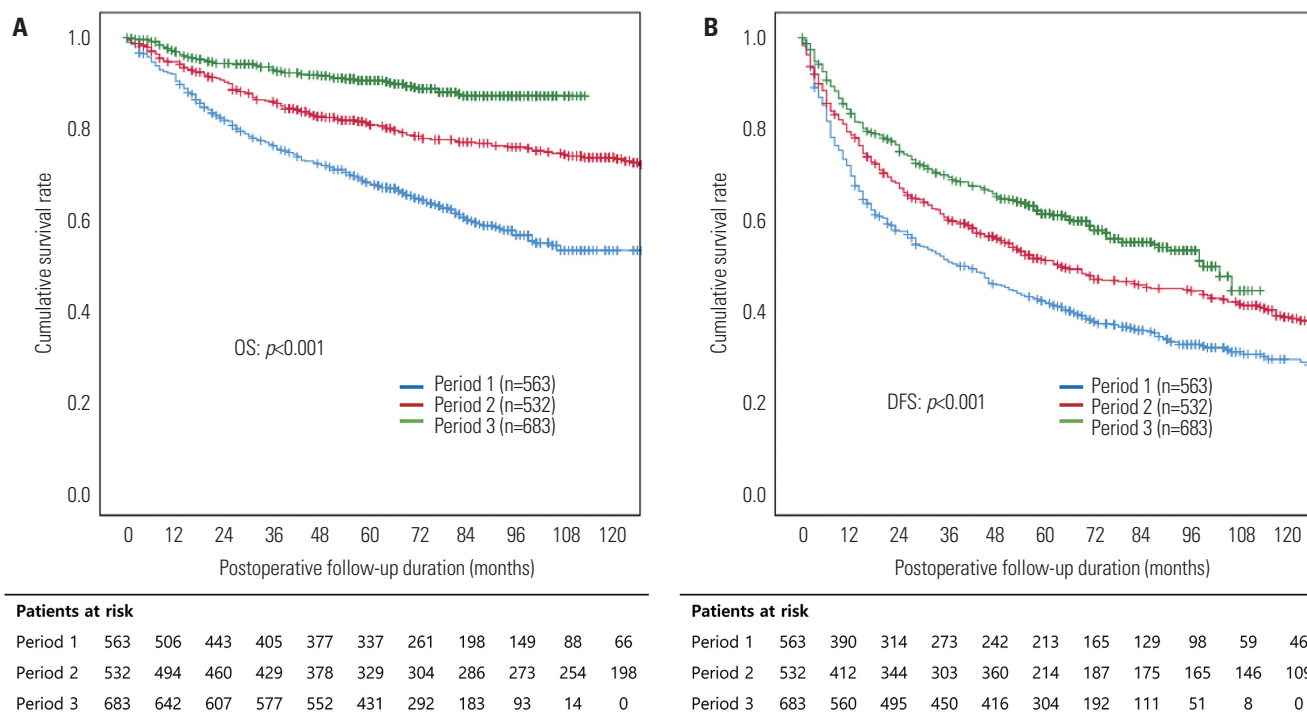 A
1.0
0.8
0.6
0.4
0.2
0.0
Cumulative survival rate
OS: p<0.001
Period 1 (n=563)
Period 2 (n=532)
Period 3 (n=683)
0 12 24 36 48 60 72 84 96 108 120
Postoperative follow-up duration (months)
Patients at risk
Period 1 563 506 443 405 377 337 261 198 149 88 66
Period 2 532 494 460 429 378 329 304 286 273 254 198
Period 3 683 642 607 577 552 431 292 183 93 14 0
B
1.0
0.8
0.6
0.4
0.2
0.0
Cumulative survival rate
DFS: p<0.001
Period 1 (n=563)
Period 2 (n=532)
Period 3 (n=683)
0 12 24 36 48 60 72 84 96 108 120
Postoperative follow-up duration (months)
Patients at risk
Period 1 563 390 314 273 242 213 165 129 98 59 46
Period 2 532 412 344 303 360 214 187 175 165 146 109
Period 3 683 560 495 450 416 304 192 111 51 8 0